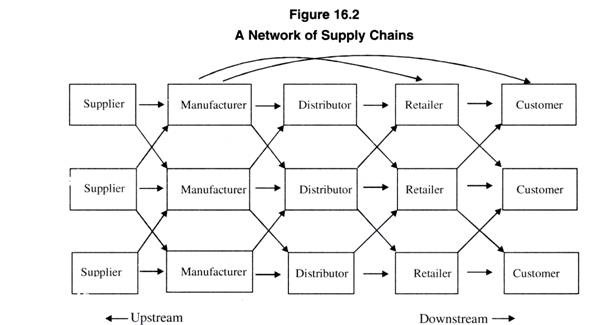 Figure 16.2
A Network of Supply Chains
Supplier Manufacturer Distributor Retailer Customer
Supplier Manufacturer Distributor Retailer Customer
Supplier Manufacturer Distributor Retailer Customer
Upstream Downstream